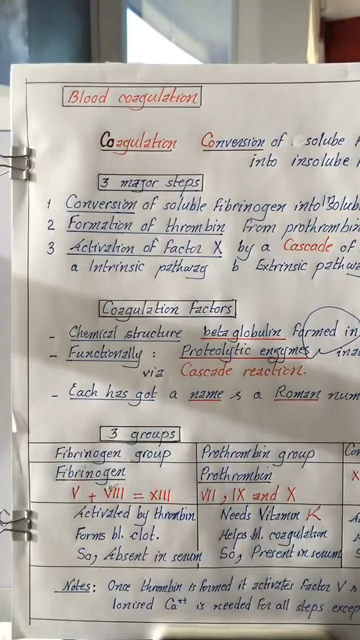 Blood coagulation
Coagulation Conversion of solube
into insolube
3 major steps
1 Conversion of soluble fibrinogen into
2 Formation of thrombin from prothrombin
3 Activation of Factor X by a Cascade of
a Intrinsic pathway b Extrinsic pathway
Coagulation factors
- Chemical structure beta globulin formed in
- Functionally : Proteolytic enzymes
via Cascade reaction.
- Each has got a name & a Roman num
3 groups
Fibrinogen group Prothrombin group
Fibrinogen Prothrombin
V + VIII = XIII VII, IX and X
Activated by thrombin Needs Vitamin K
Forms bl. clot. Helps bl. coagulation
So, Absent in serum So, Present in serum
Notes: Once thrombin is formed it activates Factor V &
Ionised Ca++ is needed for all steps except